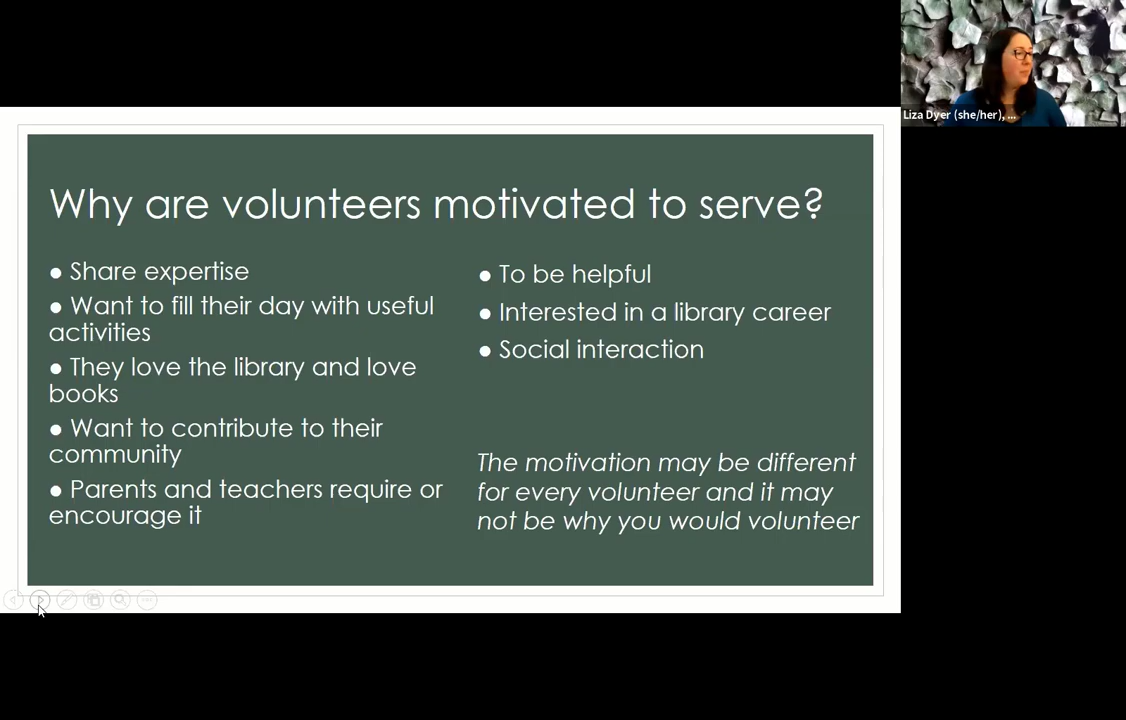 Liza Dyer (she/her), ...
Why are volunteers motivated to serve?
● Share expertise
● Want to fill their day with useful
activities
● They love the library and love
books
● Want to contribute to their
community
● Parents and teachers require or
encourage it
● To be helpful
● Interested in a library career
● Social interaction
The motivation may be different
for every volunteer and it may
not be why you would volunteer